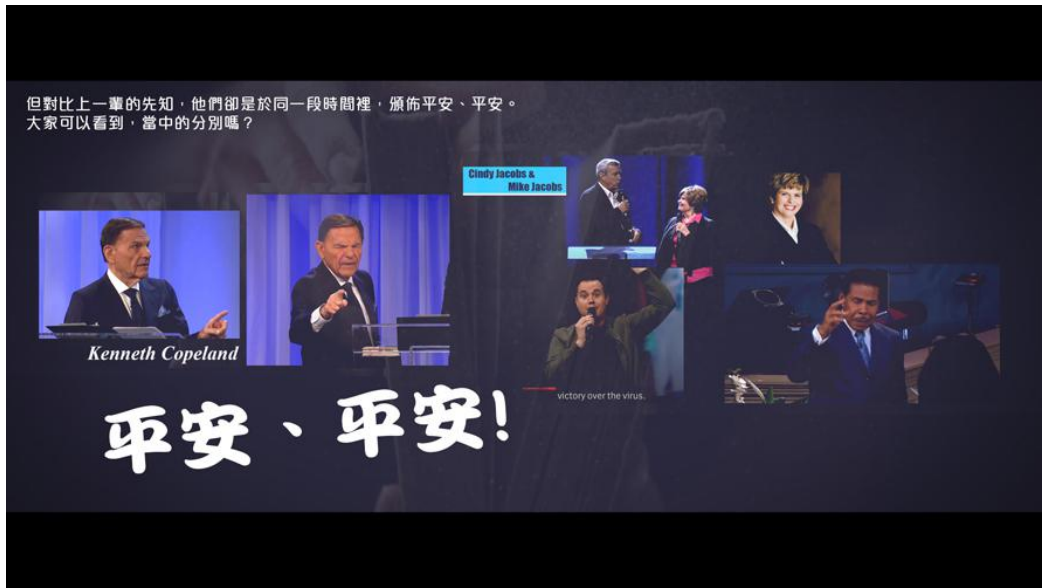 但對比上一輩的先知，他們卻是於同一段時間裡，頒佈平安、平安。
大家可以看到，當中的分別嗎？
Cindy Jacobs &
Mike Jacobs
Kenneth Copeland
victory over the virus.
平安、平安!